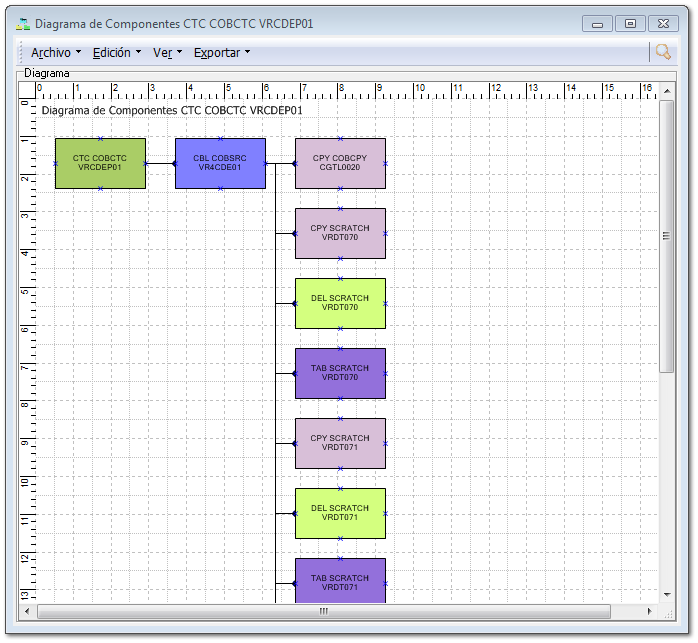 Diagrama de Componentes CTC COBCTC VRCDEP01
Archivo Edición Ver Exportar
Diagrama
0 1 2 3 4 5 6 7 8 9 10 11 12 13 14 15 16
0
Diagrama de Componentes CTC COBCTC VRCDEP01
1
CTC COBCTC
VRCDEP01
CBL COBSRC
VR4CDE01
CPY COBCPY
CGTL0020
2
3
CPY SCRATCH
VRDT070
4
5
DEL SCRATCH
VRDT070
6
7
TAB SCRATCH
VRDT070
8
9
CPY SCRATCH
VRDT071
10
11
DEL SCRATCH
VRDT071
12
TAB SCRATCH
VRDT071
13